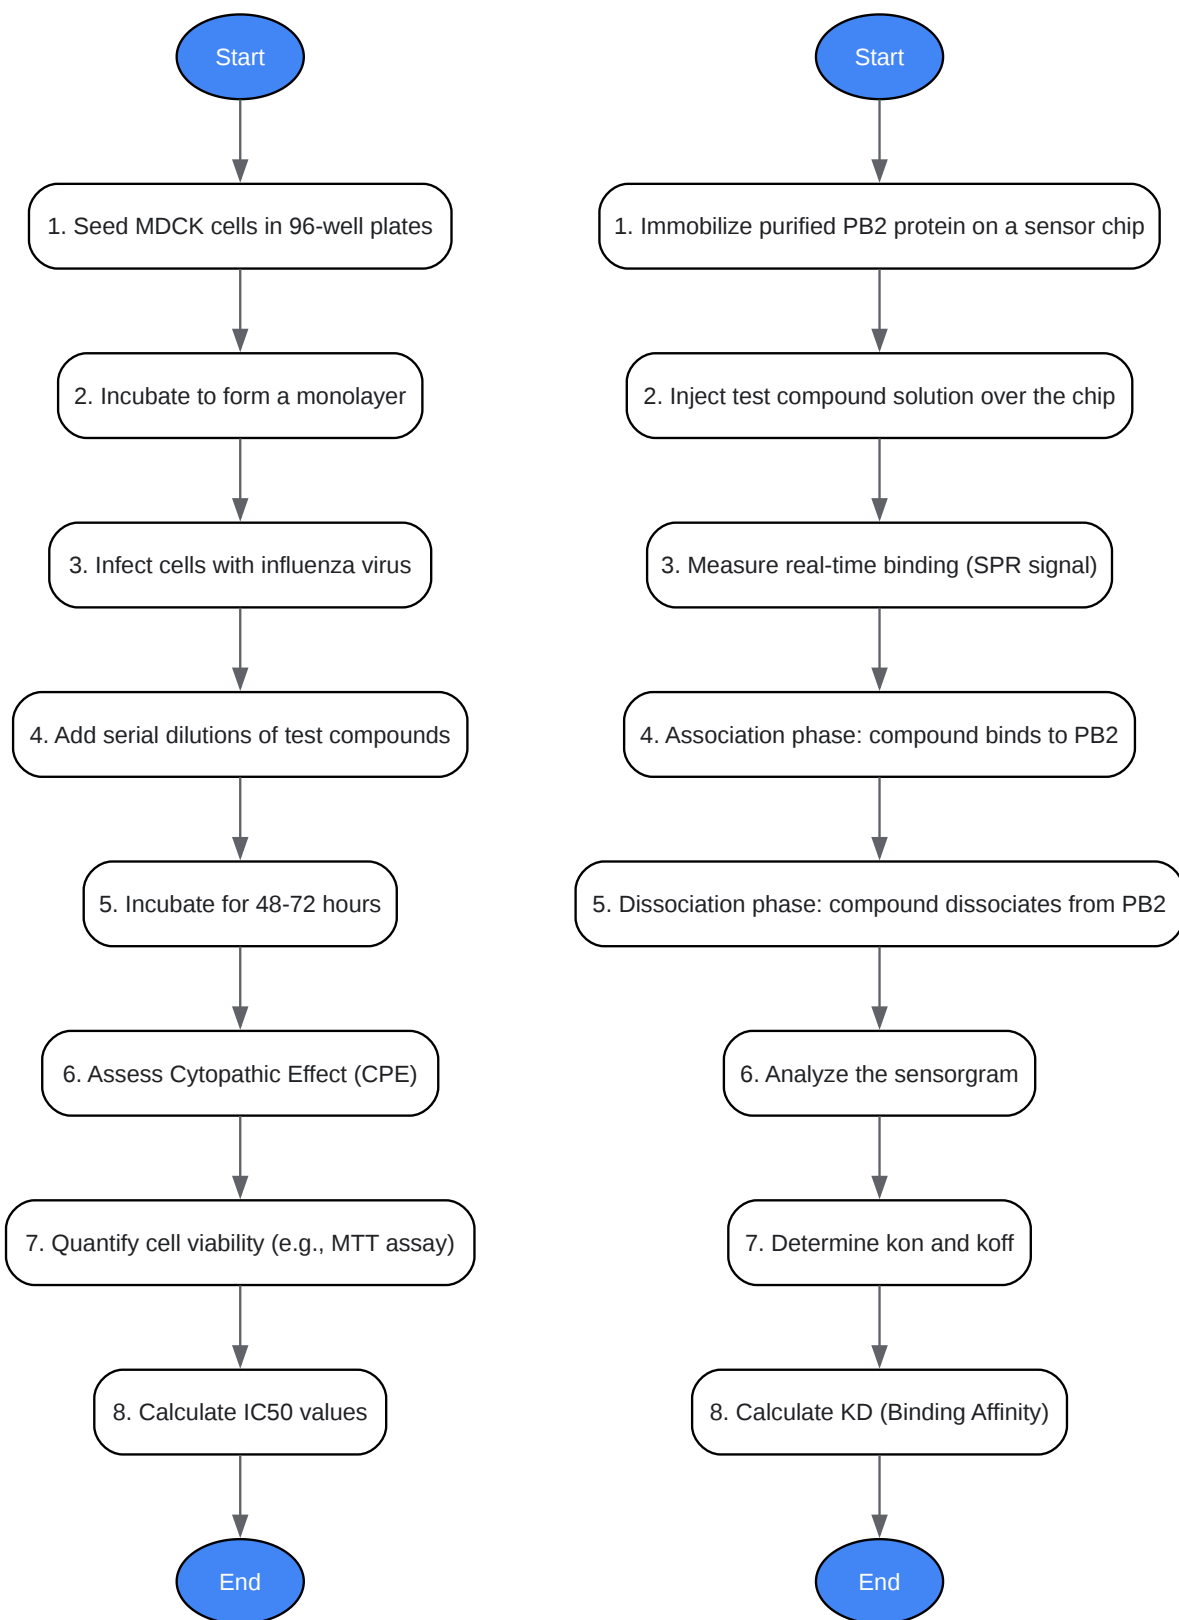 Start
1. Seed MDCK cells in 96-well plates
2. Incubate to form a monolayer
3. Infect cells with influenza virus
4. Add serial dilutions of test compounds
5. Incubate for 48-72 hours
6. Assess Cytopathic Effect (CPE)
7. Quantify cell viability (e.g., MTT assay)
8. Calculate IC50 values
End
Start
1. Immobilize purified PB2 protein on a sensor chip
2. Inject test compound solution over the chip
3. Measure real-time binding (SPR signal)
4. Association phase: compound binds to PB2
5. Dissociation phase: compound dissociates from PB2
6. Analyze the sensorgram
7. Determine kon and koff
8. Calculate KD (Binding Affinity)
End